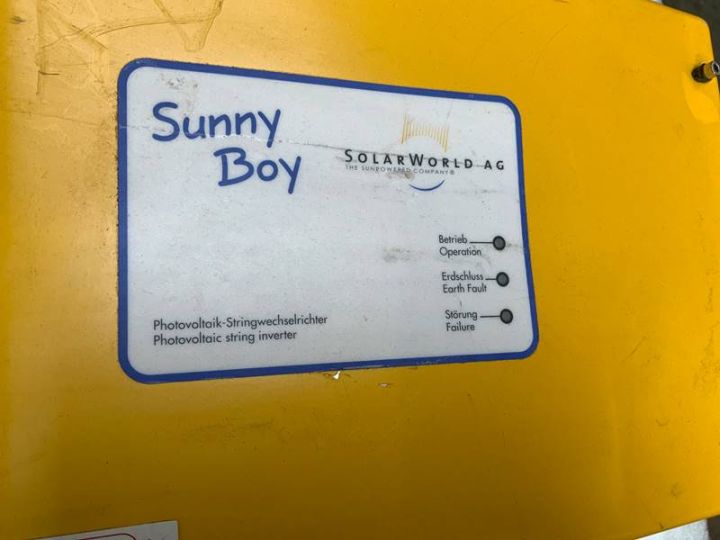 Sunny
Boy
SOLARWORLD AG
THE SUNPOWERED COMPANY®
Betrieb
Operation
Erdschluss
Earth Fault
Störung
Failure
Photovoltaik-Stringwechselrichter
Photovoltaic string inverter